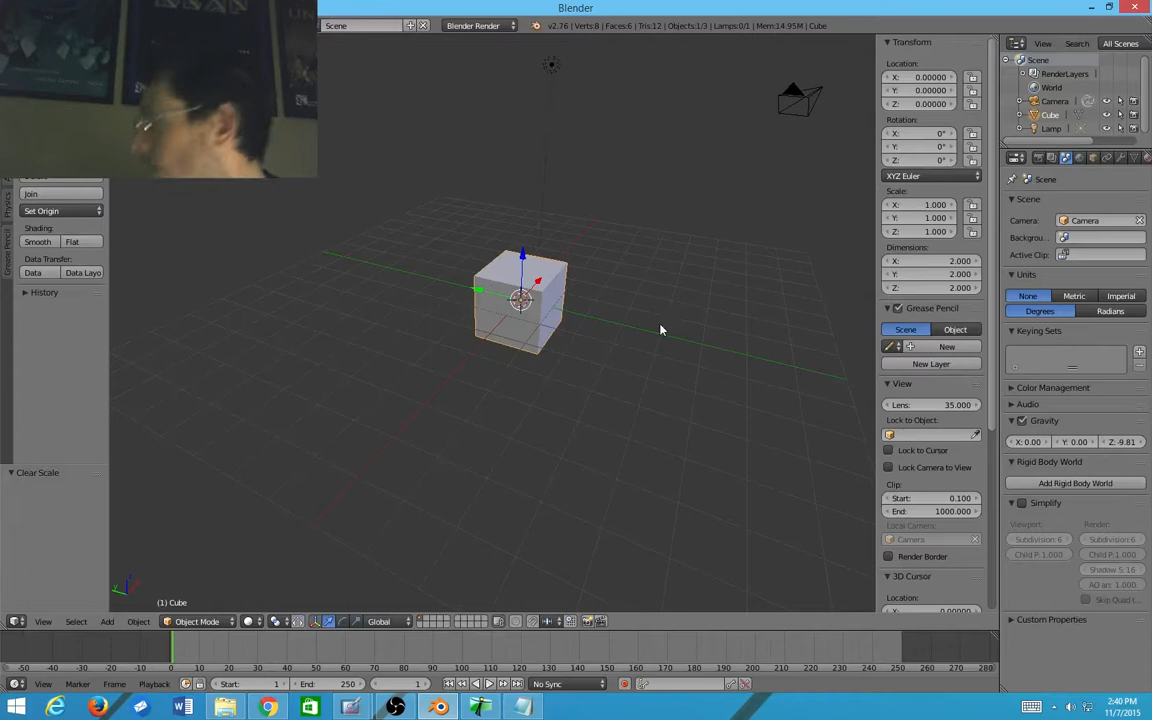 Blender
Scene
Blender Render
v2.76 | Verts:8 | Faces:6 | Tris:12 | Objects:1/3 | Lamps:0/1 | Mem:14.95M | Cube
View Search All Scenes
Scene
RenderLayers
World
Camera
Cube
Lamp
Scene
Scene
Camera: Camera
Backgrou...
Active Clip:
Units
None Metric Imperial
Degrees Radians
Keying Sets
Color Management
Audio
Gravity
X: 0.00 Y: 0.00 Z: -9.81
Rigid Body World
Add Rigid Body World
Simplify
Viewport: Render:
Subdivision: 6 Subdivision: 6
Child P: 1.000 Child P: 1.000
Shadow S: 16
AO an: 1.000
Skip Quad t...
Custom Properties
Transform
Location:
X: 0.00000
Y: 0.00000
Z: 0.00000
Rotation:
X: 0°
Y: 0°
Z: 0°
XYZ Euler
Scale:
X: 1.000
Y: 1.000
Z: 1.000
Dimensions:
X: 2.000
Y: 2.000
Z: 2.000
Grease Pencil
Scene Object
New
New Layer
View
Lens: 35.000
Lock to Object:
Lock to Cursor
Lock Camera to View
Clip:
Start: 0.100
End: 1000.000
Local Camera:
Camera
Render Border
3D Cursor
Location:
Physics
Grease Pencil
Join
Set Origin
Shading:
Smooth Flat
Data Transfer:
Data Data Layo
History
Clear Scale
(1) Cube
View Select Add Object Object Mode Global
-50 -40 -30 -20 -10 0 10 20 30 40 50 60 70 80 90 100 110 120 130 140 150 160 170 180 190 200 210 220 230 240 250 260 270 280
View Marker Frame Playback Start: 1 End: 250 1 No Sync
2:40 PM
11/7/2015